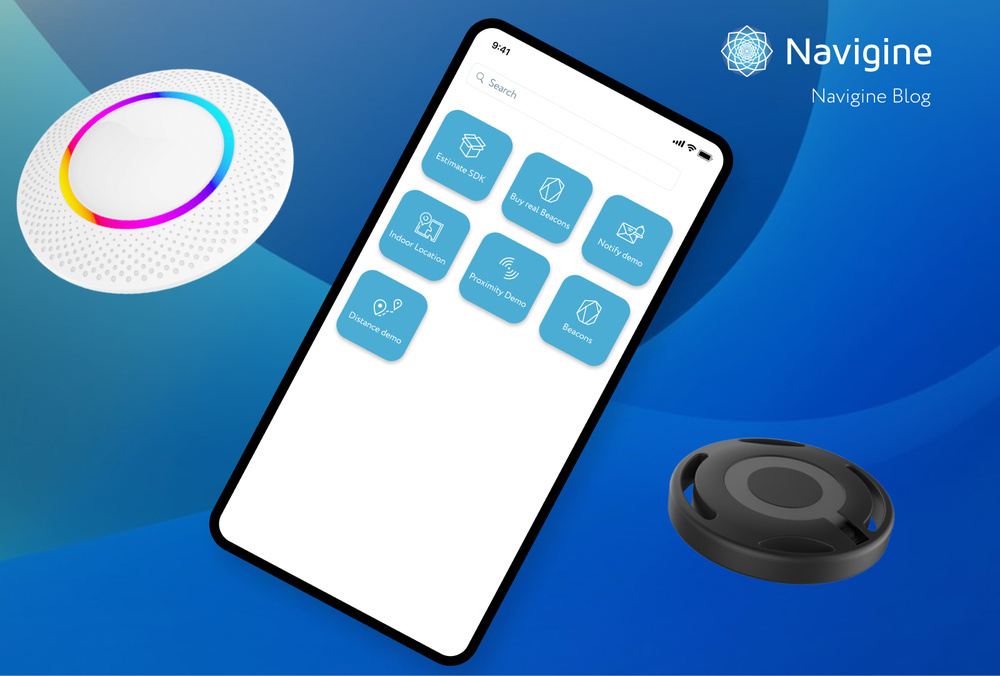 Navigine
Navigine Blog
9:41
Search
Estimate SDK
Buy real Beacons
Notify demo
Indoor Location
Proximity Demo
Beacons
Distance demo